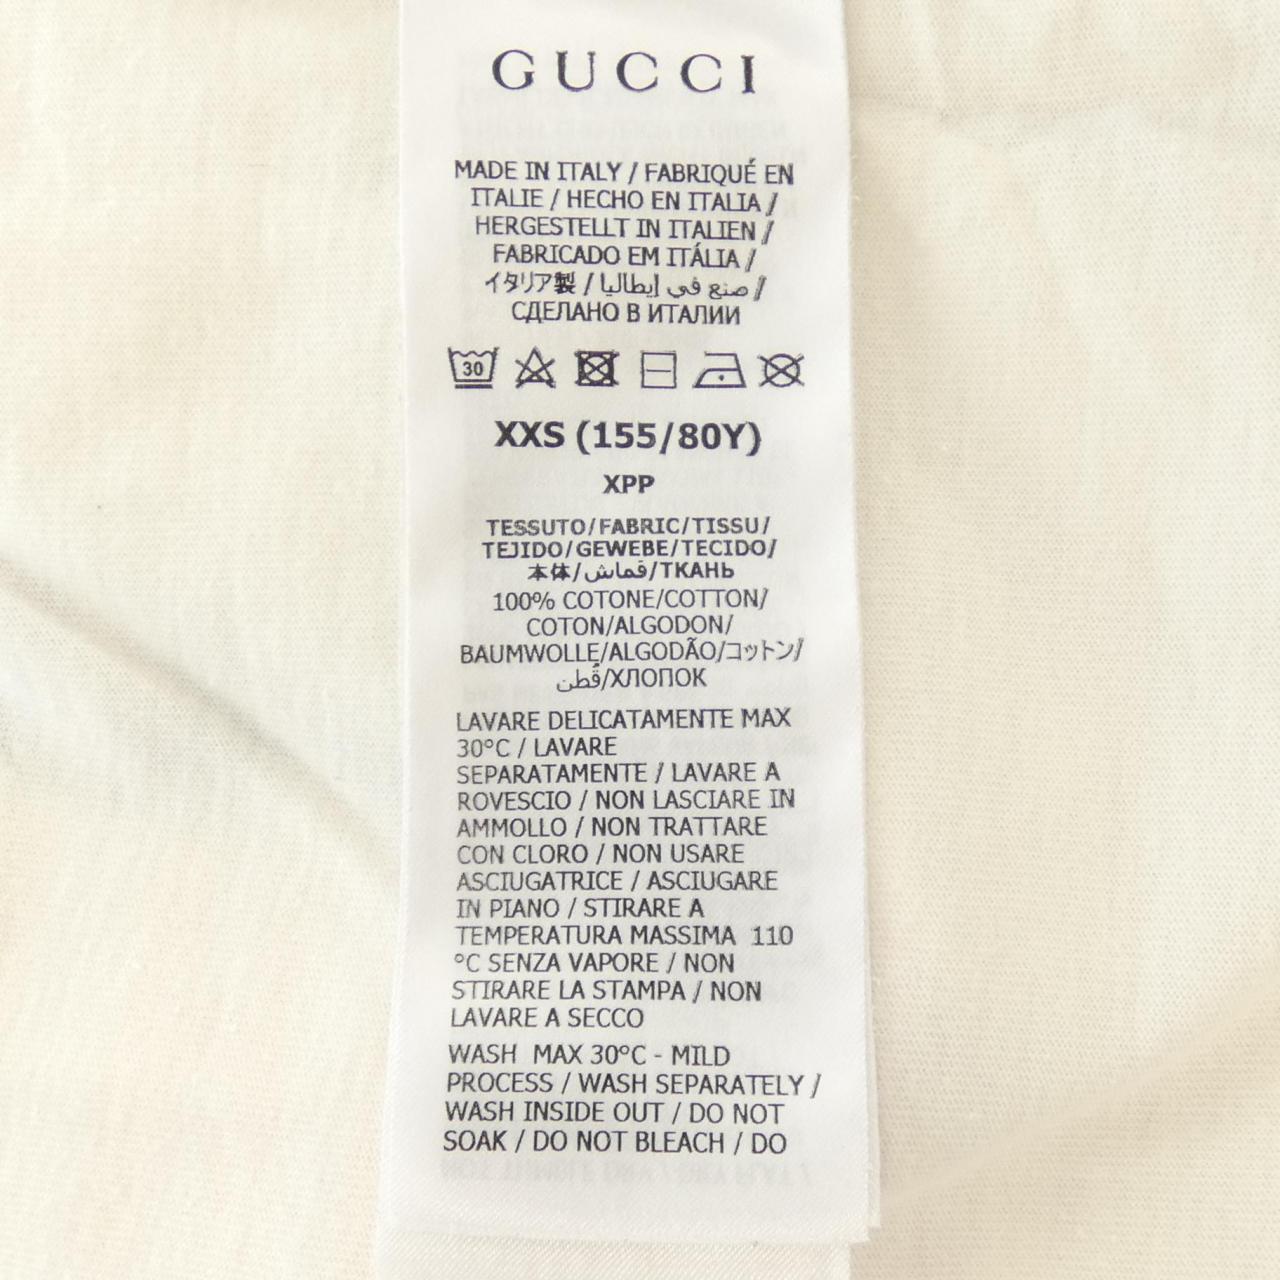 GUCCI
MADE IN ITALY / FABRIQUÉ EN
ITALIE / HECHO EN ITALIA /
HERGESTELLT IN ITALIEN /
FABRICADO EM ITÁLIA /
イタリア製 / صنع في إيطاليا /
СДЕЛАНО В ИТАЛИИ
30
XXS (155/80Y)
XPP
TESSUTO/FABRIC/TISSU/
TEJIDO/GEWEBE/TECIDO/
本体/قماش/ТКАНЬ
100% COTONE/COTTON/
COTON/ALGODON/
BAUMWOLLE/ALGODÃO/コットン/
قُطن/ХЛОПОК
LAVARE DELICATAMENTE MAX
30°C / LAVARE
SEPARATAMENTE / LAVARE A
ROVESCIO / NON LASCIARE IN
AMMOLLO / NON TRATTARE
CON CLORO / NON USARE
ASCIUGATRICE / ASCIUGARE
IN PIANO / STIRARE A
TEMPERATURA MASSIMA 110
°C SENZA VAPORE / NON
STIRARE LA STAMPA / NON
LAVARE A SECCO
WASH MAX 30°C - MILD
PROCESS / WASH SEPARATELY /
WASH INSIDE OUT / DO NOT
SOAK / DO NOT BLEACH / DO